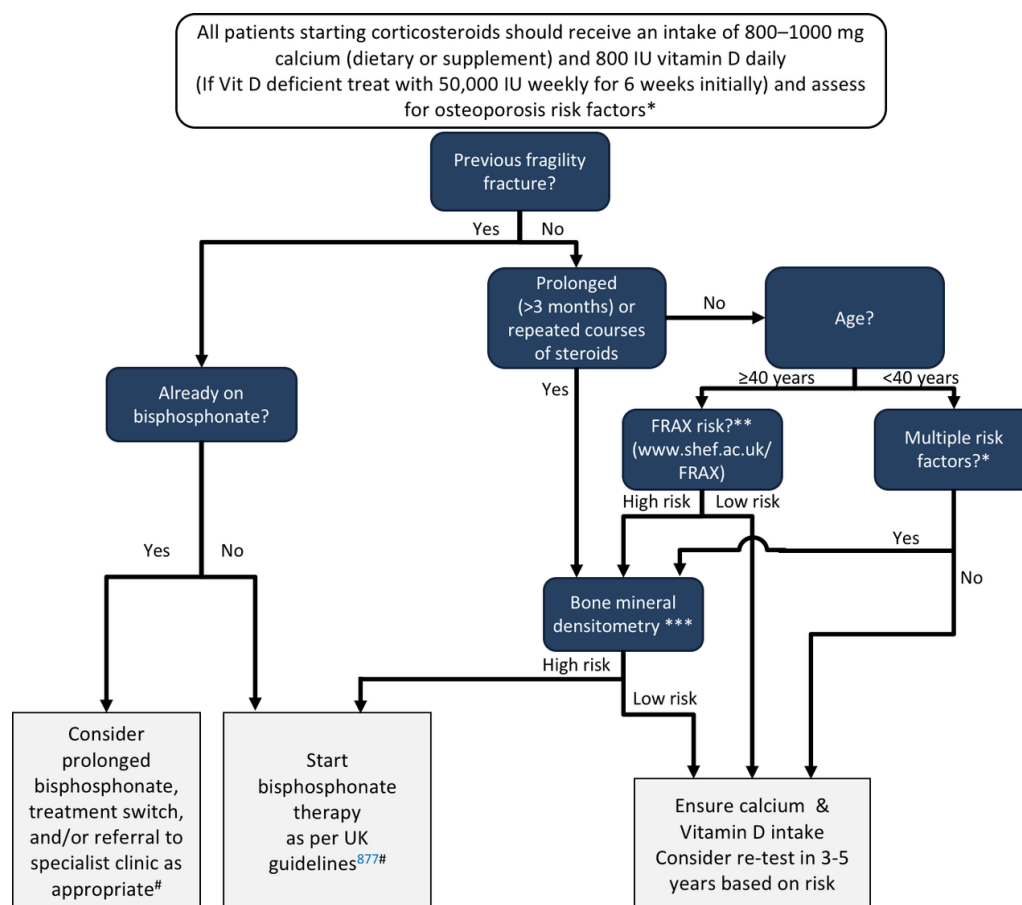 All patients starting corticosteroids should receive an intake of 800–1000 mg
calcium (dietary or supplement) and 800 IU vitamin D daily
(If Vit D deficient treat with 50,000 IU weekly for 6 weeks initially) and assess
for osteoporosis risk factors*
Previous fragility
fracture?
Yes
No
Prolonged
(>3 months) or
repeated courses
of steroids
No
Age?
Already on
bisphosphonate?
Yes
≥40 years
<40 years
FRAX risk?**
(www.shef.ac.uk/
FRAX)
Multiple risk
factors?*
High risk
Low risk
Yes
No
Yes
No
Bone mineral
densitometry ***
High risk
Low risk
Consider
prolonged
bisphosphonate,
treatment switch,
and/or referral to
specialist clinic as
appropriate#
Start
bisphosphonate
therapy
as per UK
guidelines877#
Ensure calcium &
Vitamin D intake
Consider re-test in 3-5
years based on risk